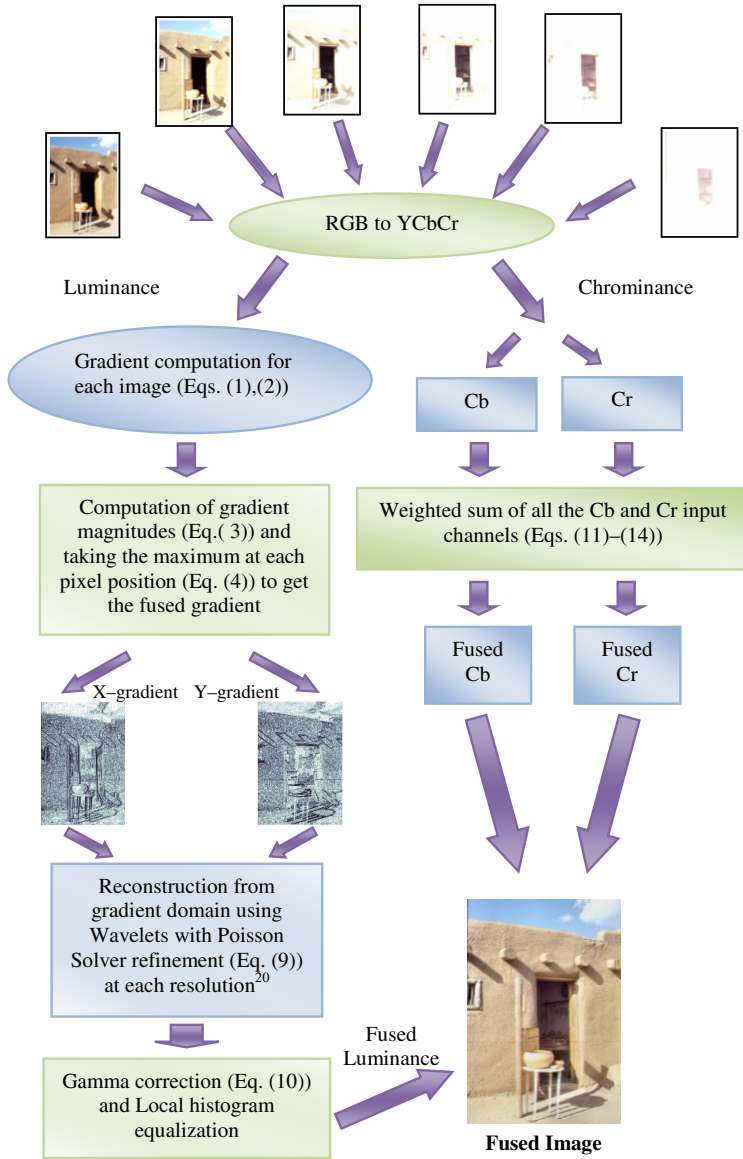 RGB to YCbCr
Luminance
Chrominance
Gradient computation for
each image (Eqs. (1),(2))
Cb
Cr
Computation of gradient
magnitudes (Eq.( 3)) and
taking the maximum at each
pixel position (Eq. (4)) to get
the fused gradient
Weighted sum of all the Cb and Cr input
channels (Eqs. (11)–(14))
Fused
Cb
Fused
Cr
X–gradient
Y–gradient
Reconstruction from
gradient domain using
Wavelets with Poisson
Solver refinement (Eq. (9))
at each resolution²⁰
Fused
Luminance
Gamma correction (Eq. (10))
and Local histogram
equalization
Fused Image